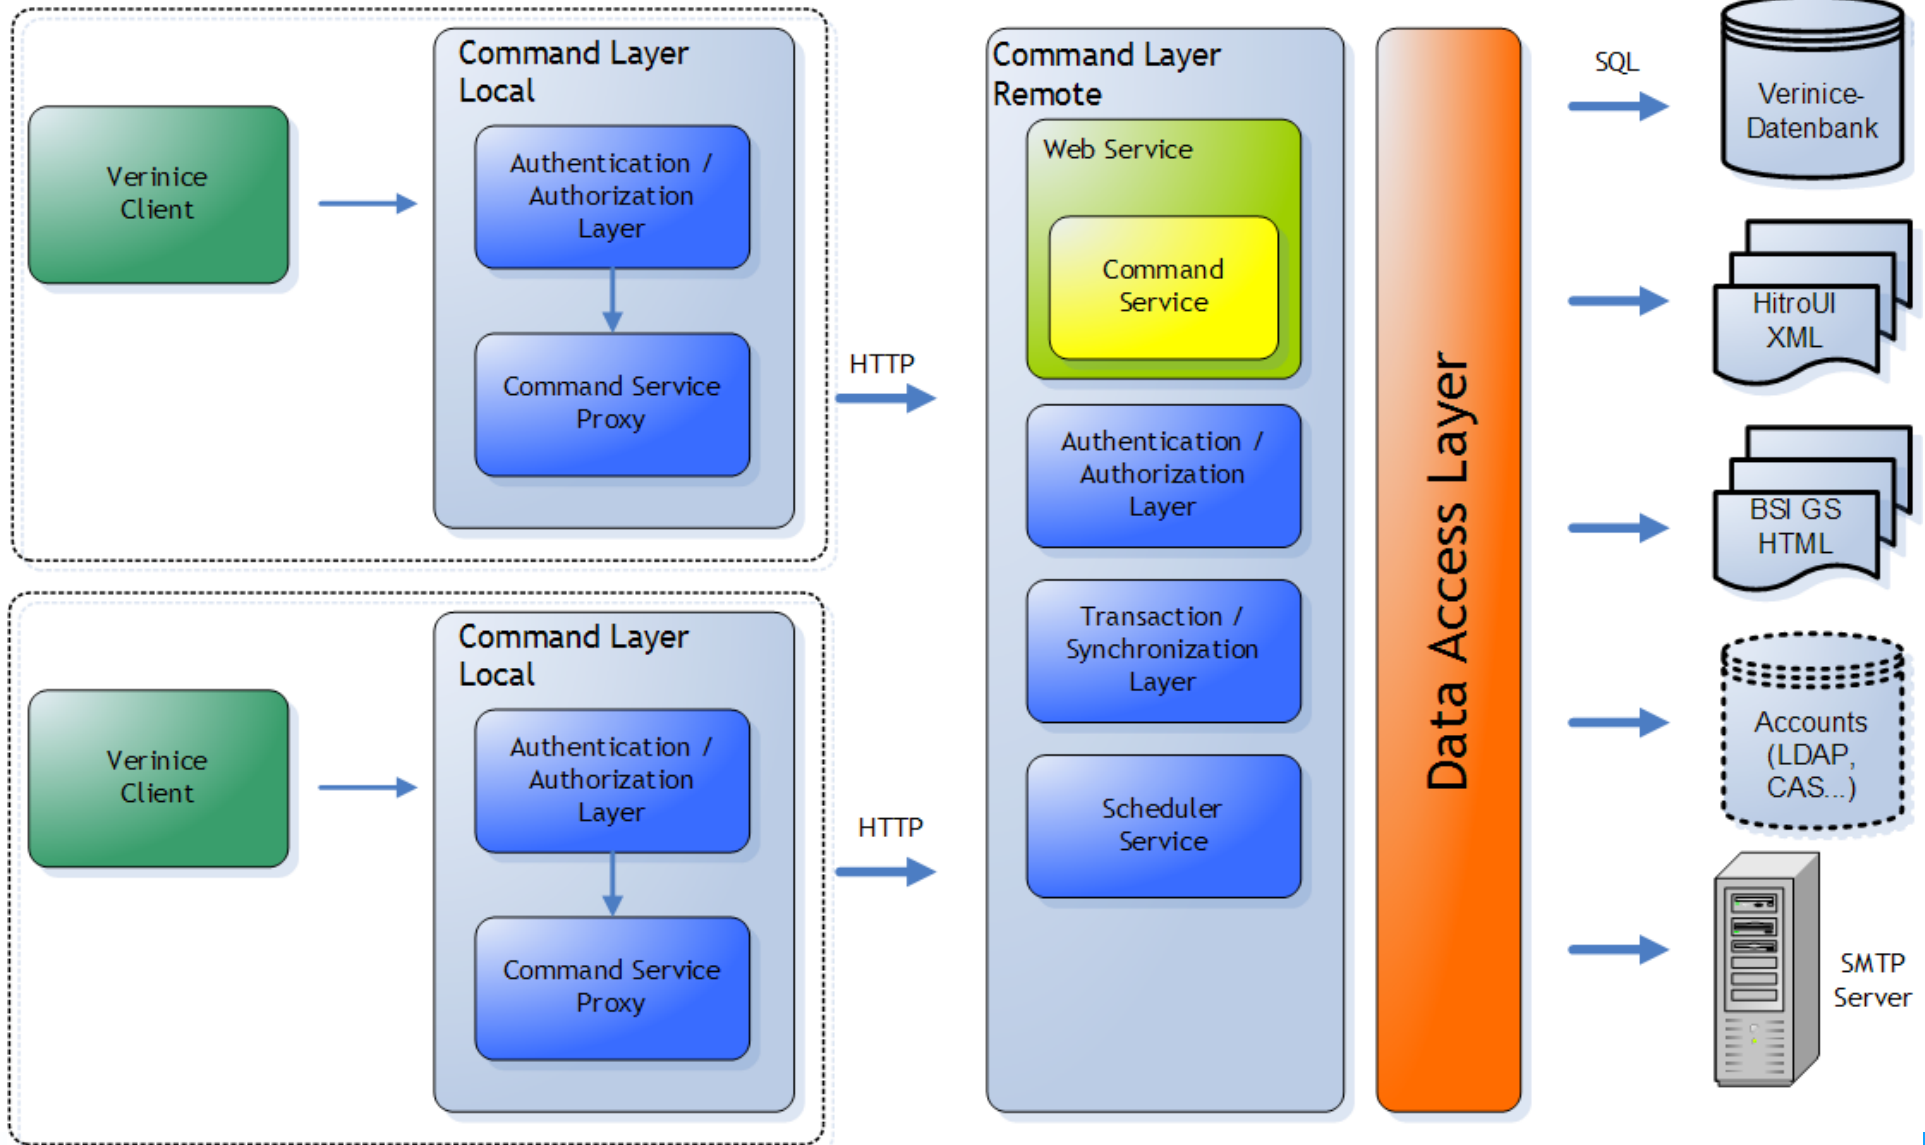 Command Layer
Local
Verinice
Client
Authentication /
Authorization
Layer
Command Service
Proxy
HTTP
Command Layer
Local
Verinice
Client
Authentication /
Authorization
Layer
Command Service
Proxy
HTTP
Command Layer
Remote
Web Service
Command
Service
Authentication /
Authorization
Layer
Transaction /
Synchronization
Layer
Scheduler
Service
Data Access Layer
SQL
Verinice-
Datenbank
HitroUI
XML
BSI GS
HTML
Accounts
(LDAP,
CAS...)
SMTP
Server